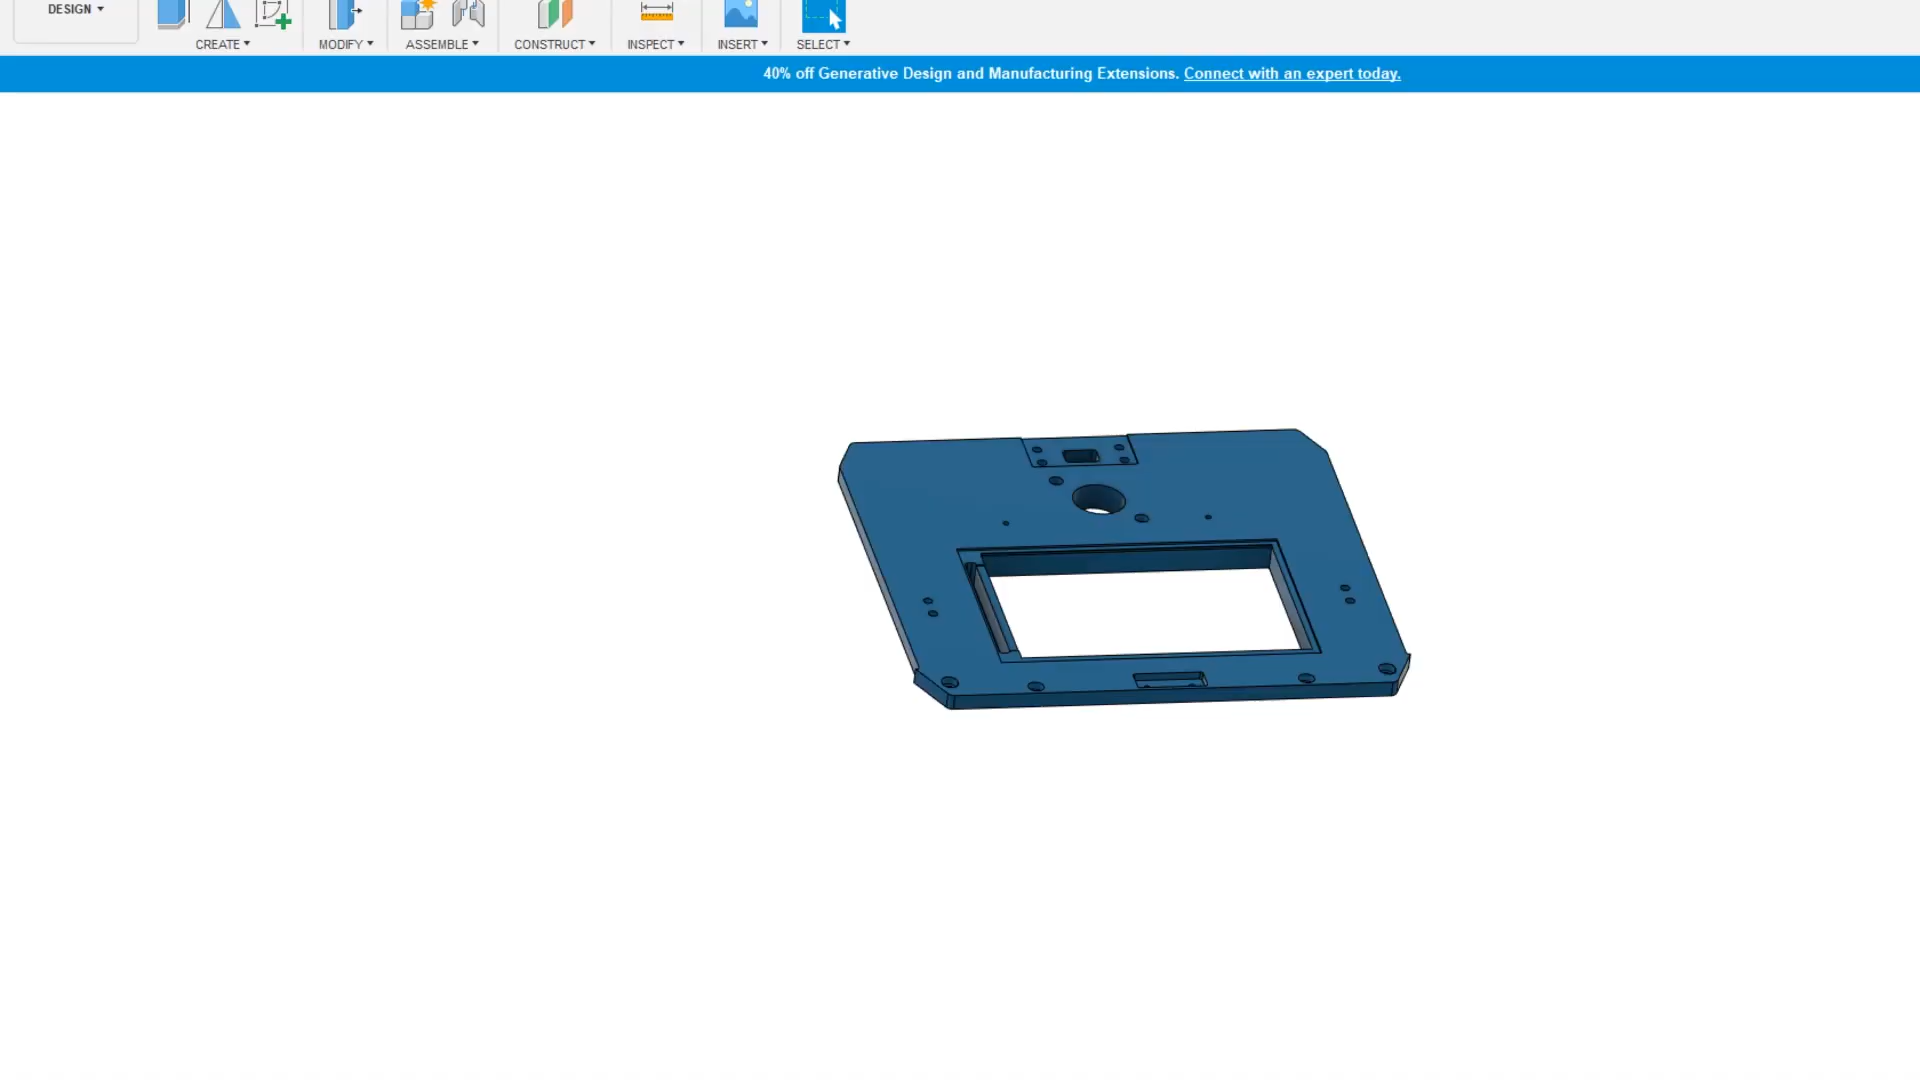 DESIGN
CREATE MODIFY ASSEMBLE CONSTRUCT INSPECT INSERT SELECT
40% off Generative Design and Manufacturing Extensions. Connect with an expert today.